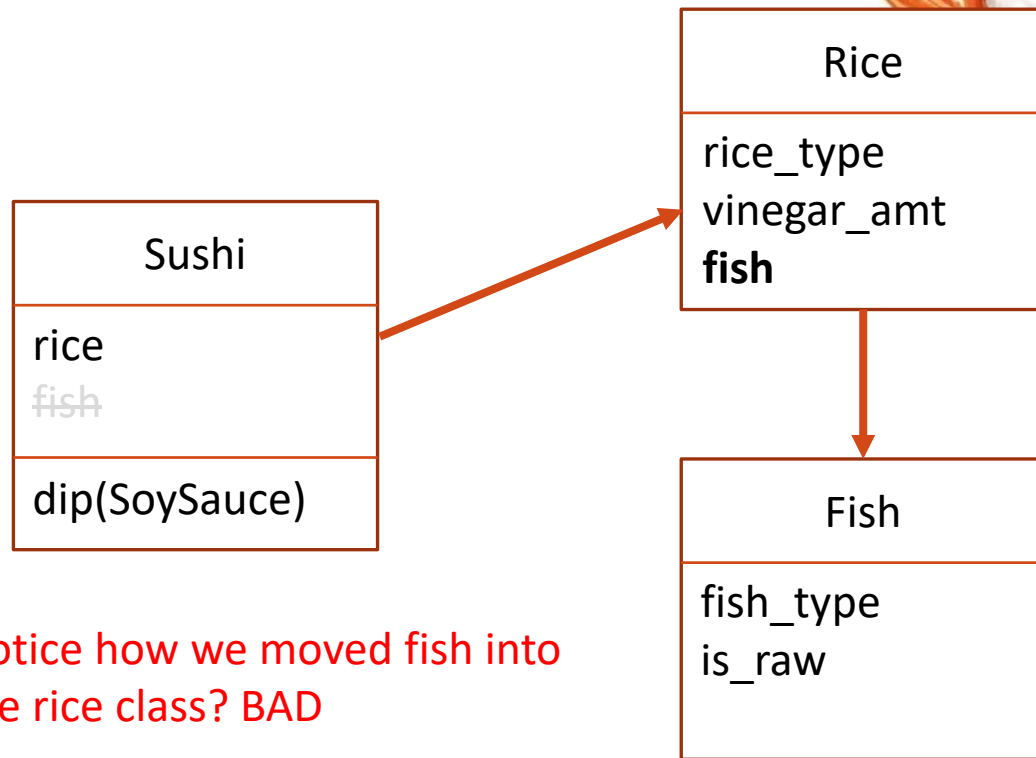 Rice
rice_type
vinegar_amt
fish
Sushi
rice
fish
dip(SoySauce)
Fish
fish_type
is_raw
otice how we moved fish into
e rice class? BAD